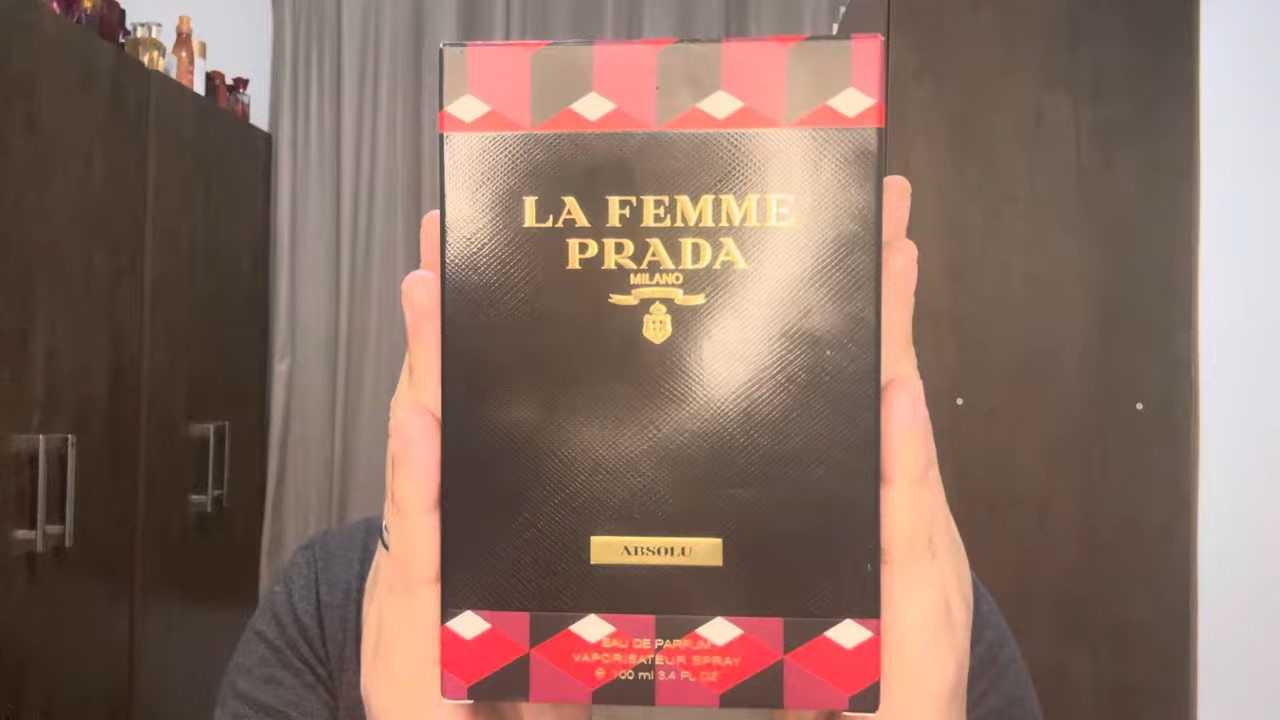 LA FEMME
PRADA
MILANO
ABSOLU
EAU DE PARFUM
VAPORISATEUR SPRAY
℮ 100 ml 3.4 FL OZ